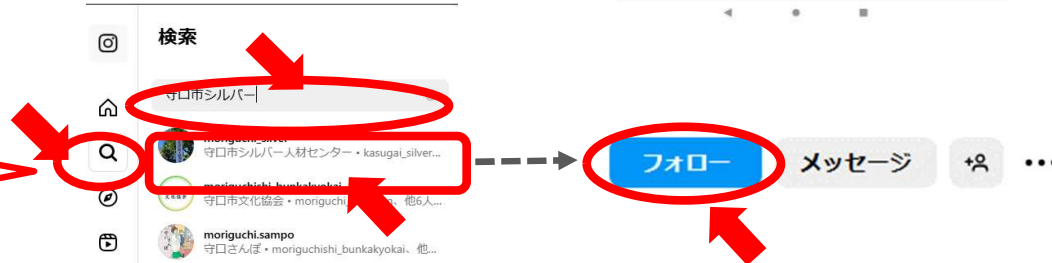 検索
守口市シルバー
moriguchi_silver
守口市シルバー人材センター • kasugai_silver...
moriguchishi_bunkakyokai
守口市文化協会 • moriguchi 、他6人...
moriguchi.sampo
守口さんぽ • moriguchishi_bunkakyokai、他...
フォロー
メッセージ